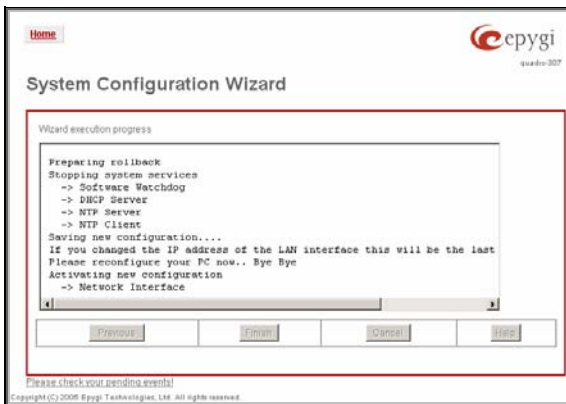 Home
epygi
quadro-207
System Configuration Wizard
Wizard execution progress
Preparing rollback
Stopping system services
-> Software Watchdog
-> DHCP Server
-> NTP Server
-> NTP Client
Saving new configuration....
If you changed the IP address of the LAN interface this will be the last
Please reconfigure your PC now.. Bye Bye
Activating new configuration
-> Network Interface
Previous Finish Cancel Help
Please check your pending events!
Copyright (C) 2005 Epygi Technologies, Ltd. All rights reserved.